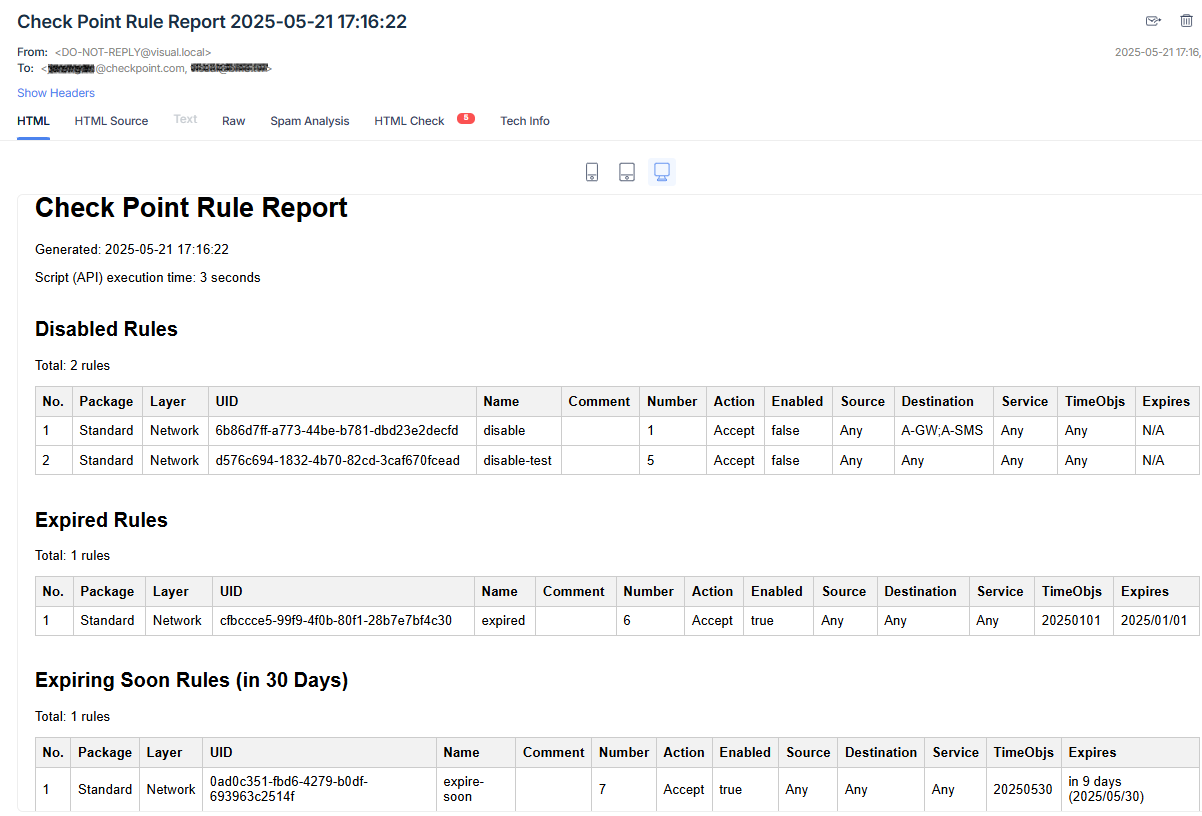 Check Point Rule Report 2025-05-21 17:16:22
From: <DO-NOT-REPLY@visual.local>
2025-05-21 17:16,
To: < @checkpoint.com, >
Show Headers
HTML HTML Source Text Raw Spam Analysis HTML Check 5 Tech Info
Check Point Rule Report
Generated: 2025-05-21 17:16:22
Script (API) execution time: 3 seconds
Disabled Rules
Total: 2 rules
No. Package Layer UID Name Comment Number Action Enabled Source Destination Service TimeObjs Expires
1 Standard Network 6b86d7ff-a773-44be-b781-dbd23e2decfd disable 1 Accept false Any A-GW;A-SMS Any Any N/A
2 Standard Network d576c694-1832-4b70-82cd-3caf670fcead disable-test 5 Accept false Any Any Any Any N/A
Expired Rules
Total: 1 rules
No. Package Layer UID Name Comment Number Action Enabled Source Destination Service TimeObjs Expires
1 Standard Network cfbccce5-99f9-4f0b-80f1-28b7e7bf4c30 expired 6 Accept true Any Any Any 20250101 2025/01/01
Expiring Soon Rules (in 30 Days)
Total: 1 rules
No. Package Layer UID Name Comment Number Action Enabled Source Destination Service TimeObjs Expires
1 Standard Network 0ad0c351-fbd6-4279-b0df-693963c2514f expire-soon 7 Accept true Any Any Any 20250530 in 9 days (2025/05/30)